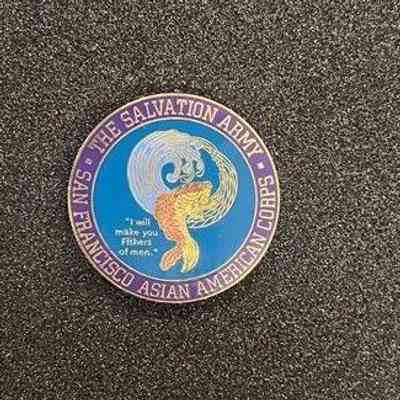 THE SALVATION ARMY
SAN FRANCISCO ASIAN AMERICAN CORPS
"I will
make you
Fishers
of men."